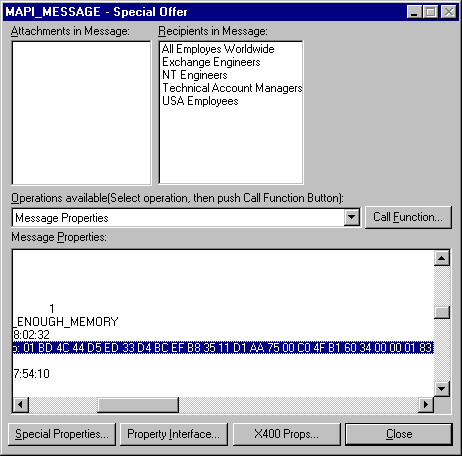 MAPI_MESSAGE - Special Offer
Attachments in Message:
Recipients in Message:
All Employes Worldwide
Exchange Engineers
NT Engineers
Technical Account Managers
USA Employees
Operations available(Select operation, then push Call Function Button):
Message Properties
Call Function...
Message Properties:
1
_ENOUGH_MEMORY
8:02:32
01 BD 4C 44 D5 ED 33 D4 BC EF B8 35 11 D1 AA 75 00 C0 4F B1 60 34 00 00 01 83
7:54:10
Special Properties...
Property Interface...
X400 Props...
Close